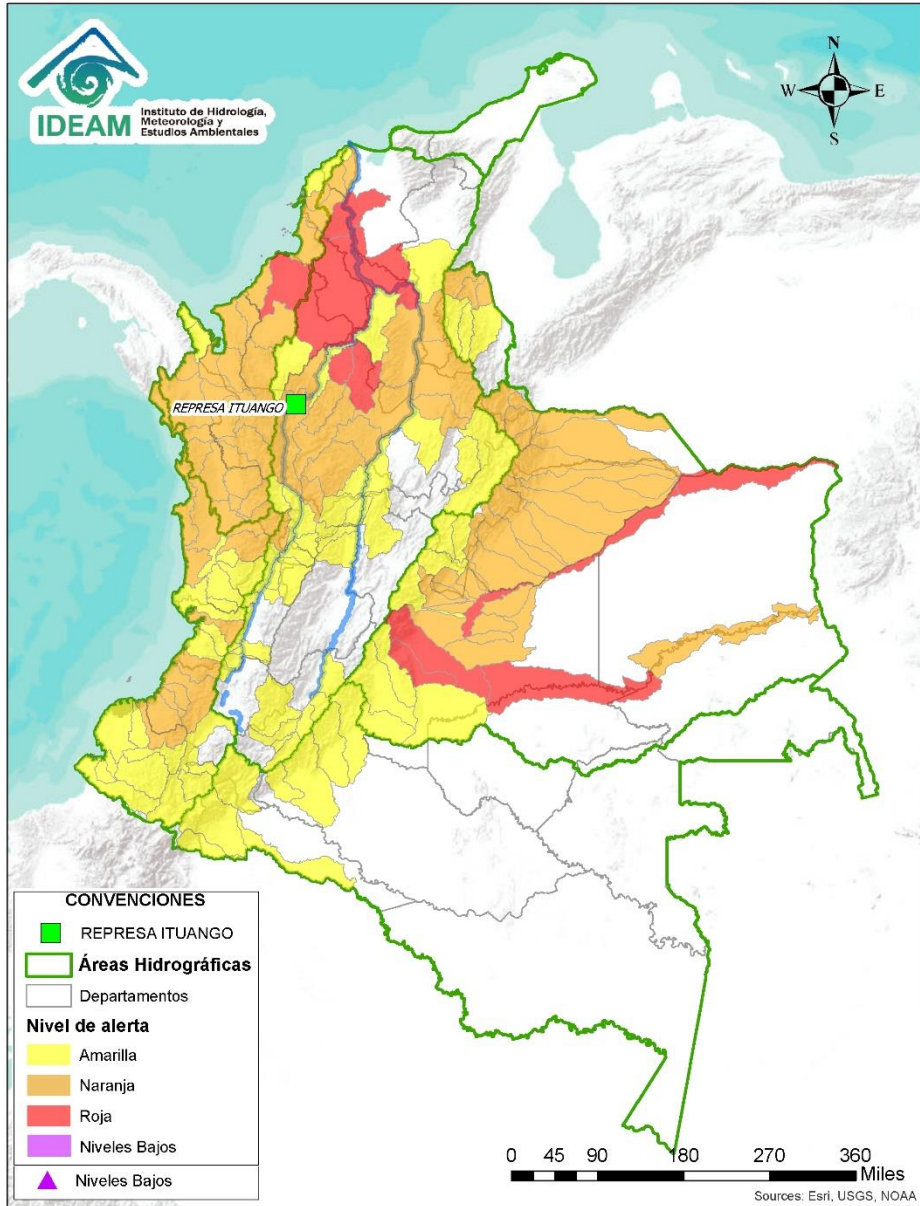 IDEAM
Instituto de Hidrología,
Meteorología y
Estudios Ambientales
N
W
E
S
REPRESA ITUANGO
CONVENCIONES
REPRESA ITUANGO
Áreas Hidrográficas
Departamentos
Nivel de alerta
Amarilla
Naranja
Roja
Niveles Bajos
Niveles Bajos
0 45 90 180 270 360
Miles
Sources: Esri, USGS, NOAA